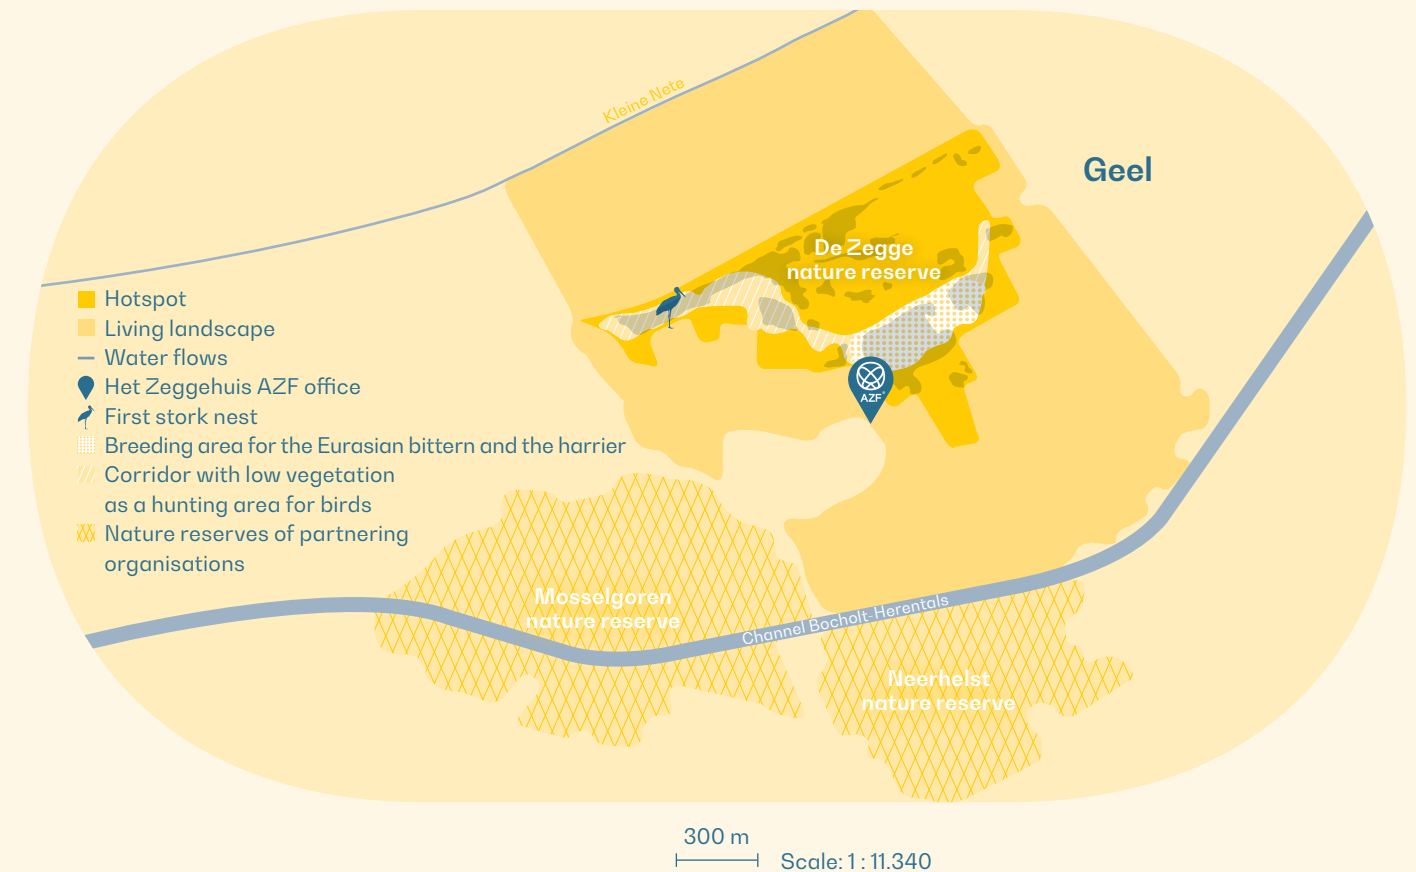 Kleine Nete
Geel
De Zegge
nature reserve
Hotspot
Living landscape
Water flows
Het Zeggehuis AZF office
First stork nest
Breeding area for the Eurasian bittern and the harrier
Corridor with low vegetation
as a hunting area for birds
Nature reserves of partnering
organisations
AZF
Mosselgoren
nature reserve
Channel Bocholt-Herentals
Neerhelst
nature reserve
300 m
Scale: 1 : 11.340